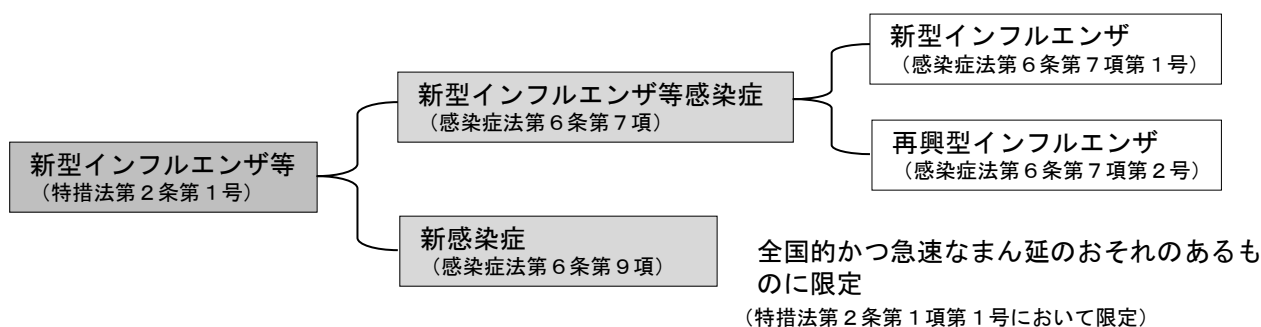 新型インフルエンザ等
（特措法第２条第１号）
新型インフルエンザ等感染症
（感染症法第６条第７項）
新型インフルエンザ
（感染症法第６条第７項第１号）
再興型インフルエンザ
（感染症法第６条第７項第２号）
新感染症
（感染症法第６条第９項）
全国的かつ急速なまん延のおそれのあるも
のに限定
（特措法第２条第１項第１号において限定）